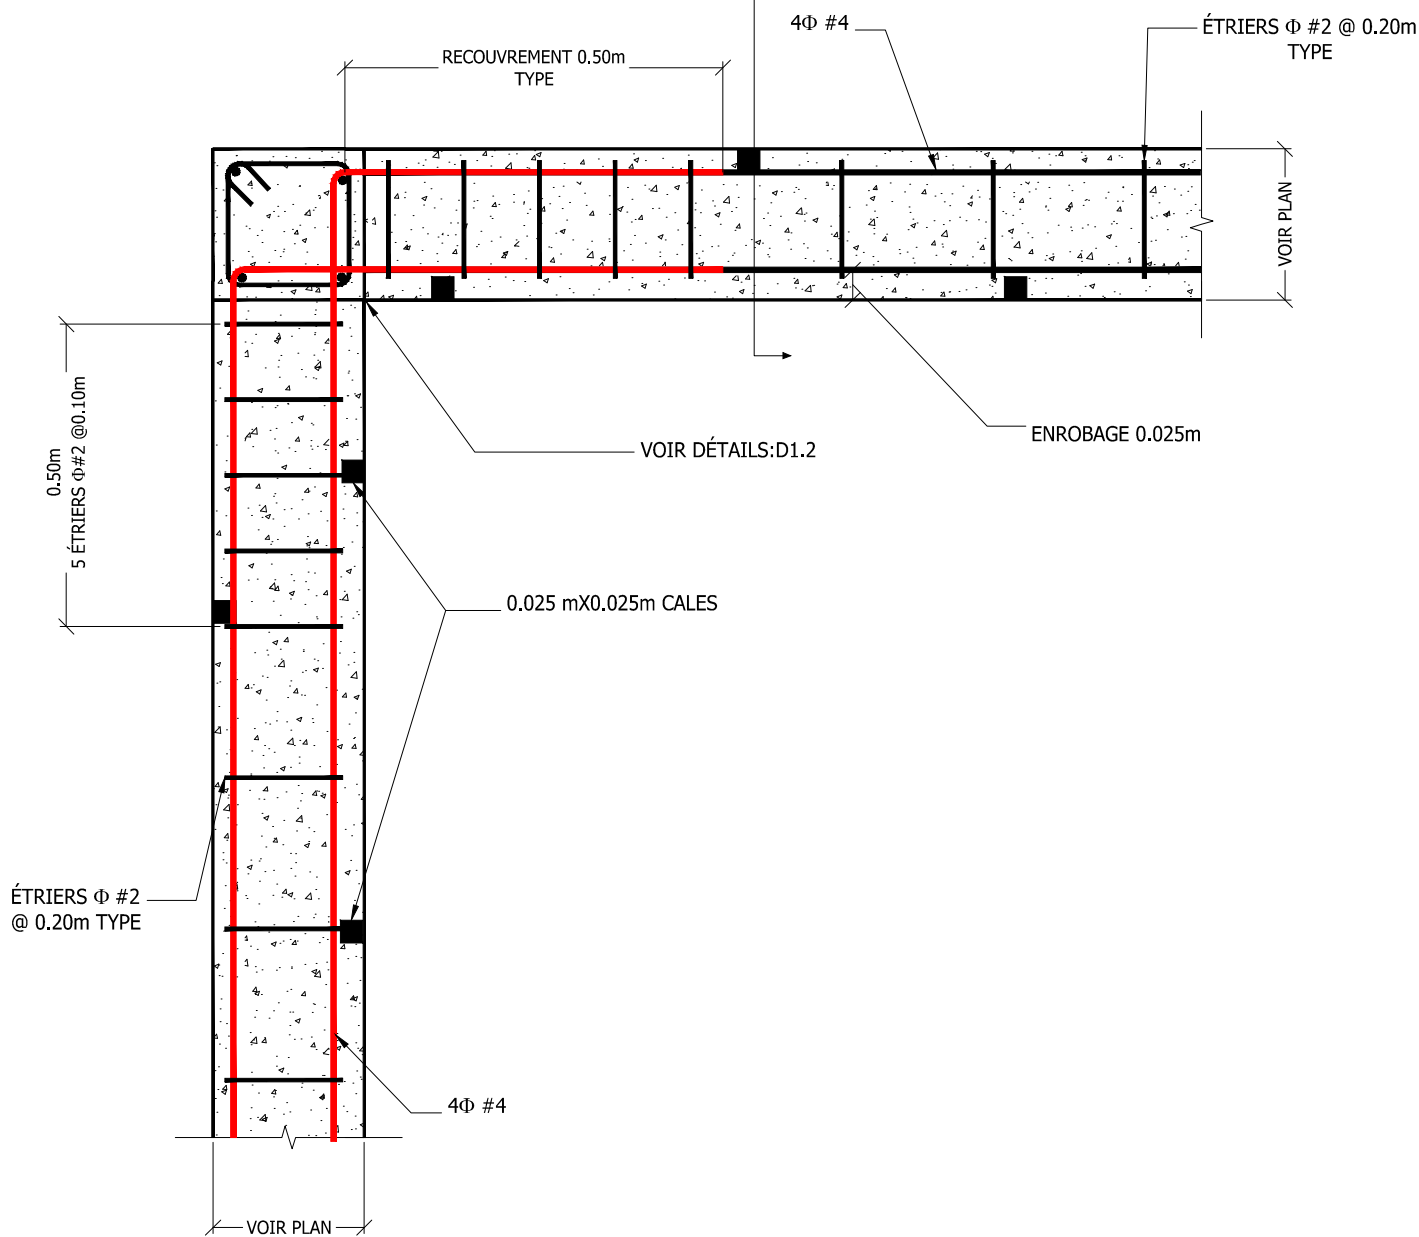 4Φ #4
ÉTRIERS Φ #2 @ 0.20m
TYPE
RECOUVREMENT 0.50m
TYPE
VOIR PLAN
0.50m
5 ÉTRIERS Φ#2 @0.10m
ENROBAGE 0.025m
VOIR DÉTAILS:D1.2
0.025 mX0.025m CALES
ÉTRIERS Φ #2
@ 0.20m TYPE
4Φ #4
VOIR PLAN